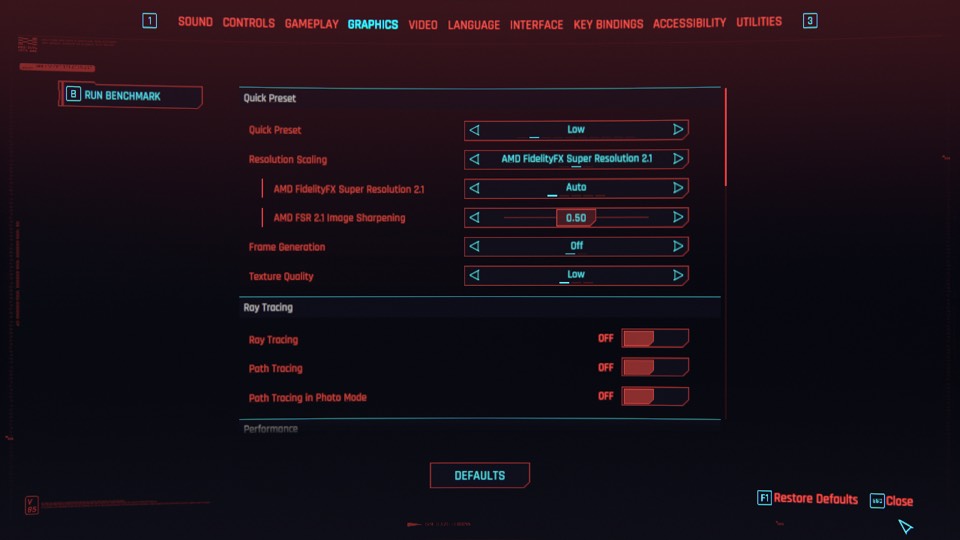 1 SOUND CONTROLS GAMEPLAY GRAPHICS VIDEO LANGUAGE INTERFACE KEY BINDINGS ACCESSIBILITY UTILITIES 3
B RUN BENCHMARK
Quick Preset
Quick Preset Low
Resolution Scaling AMD FidelityFX Super Resolution 2.1
AMD FidelityFX Super Resolution 2.1 Auto
AMD FSR 2.1 Image Sharpening 0.50
Frame Generation Off
Texture Quality Low
Ray Tracing
Ray Tracing OFF
Path Tracing OFF
Path Tracing in Photo Mode OFF
Performance
DEFAULTS
F1 Restore Defaults Close
V
85